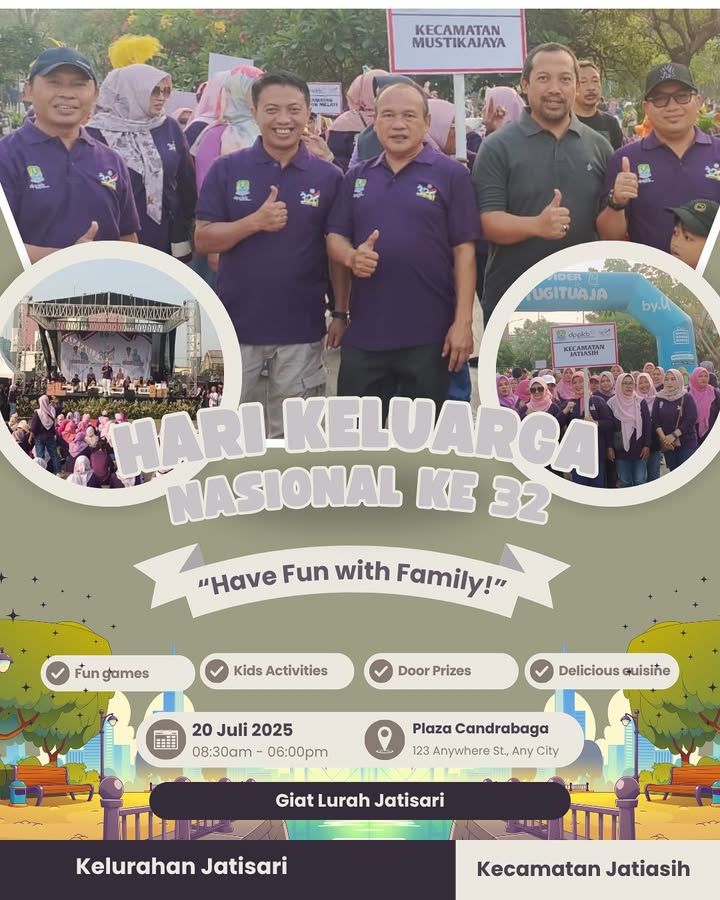 KECAMATAN
MUSTIKAJAYA
dppkb
KECAMATAN
JATIASIH
by.U
HARI KELUARGA
NASIONAL KE 32
“Have Fun with Family!”
Fun games
Kids Activities
Door Prizes
Delicious cuisine
20 Juli 2025
08:30am - 06:00pm
Plaza Candrabaga
123 Anywhere St., Any City
Giat Lurah Jatisari
Kelurahan Jatisari
Kecamatan Jatiasih